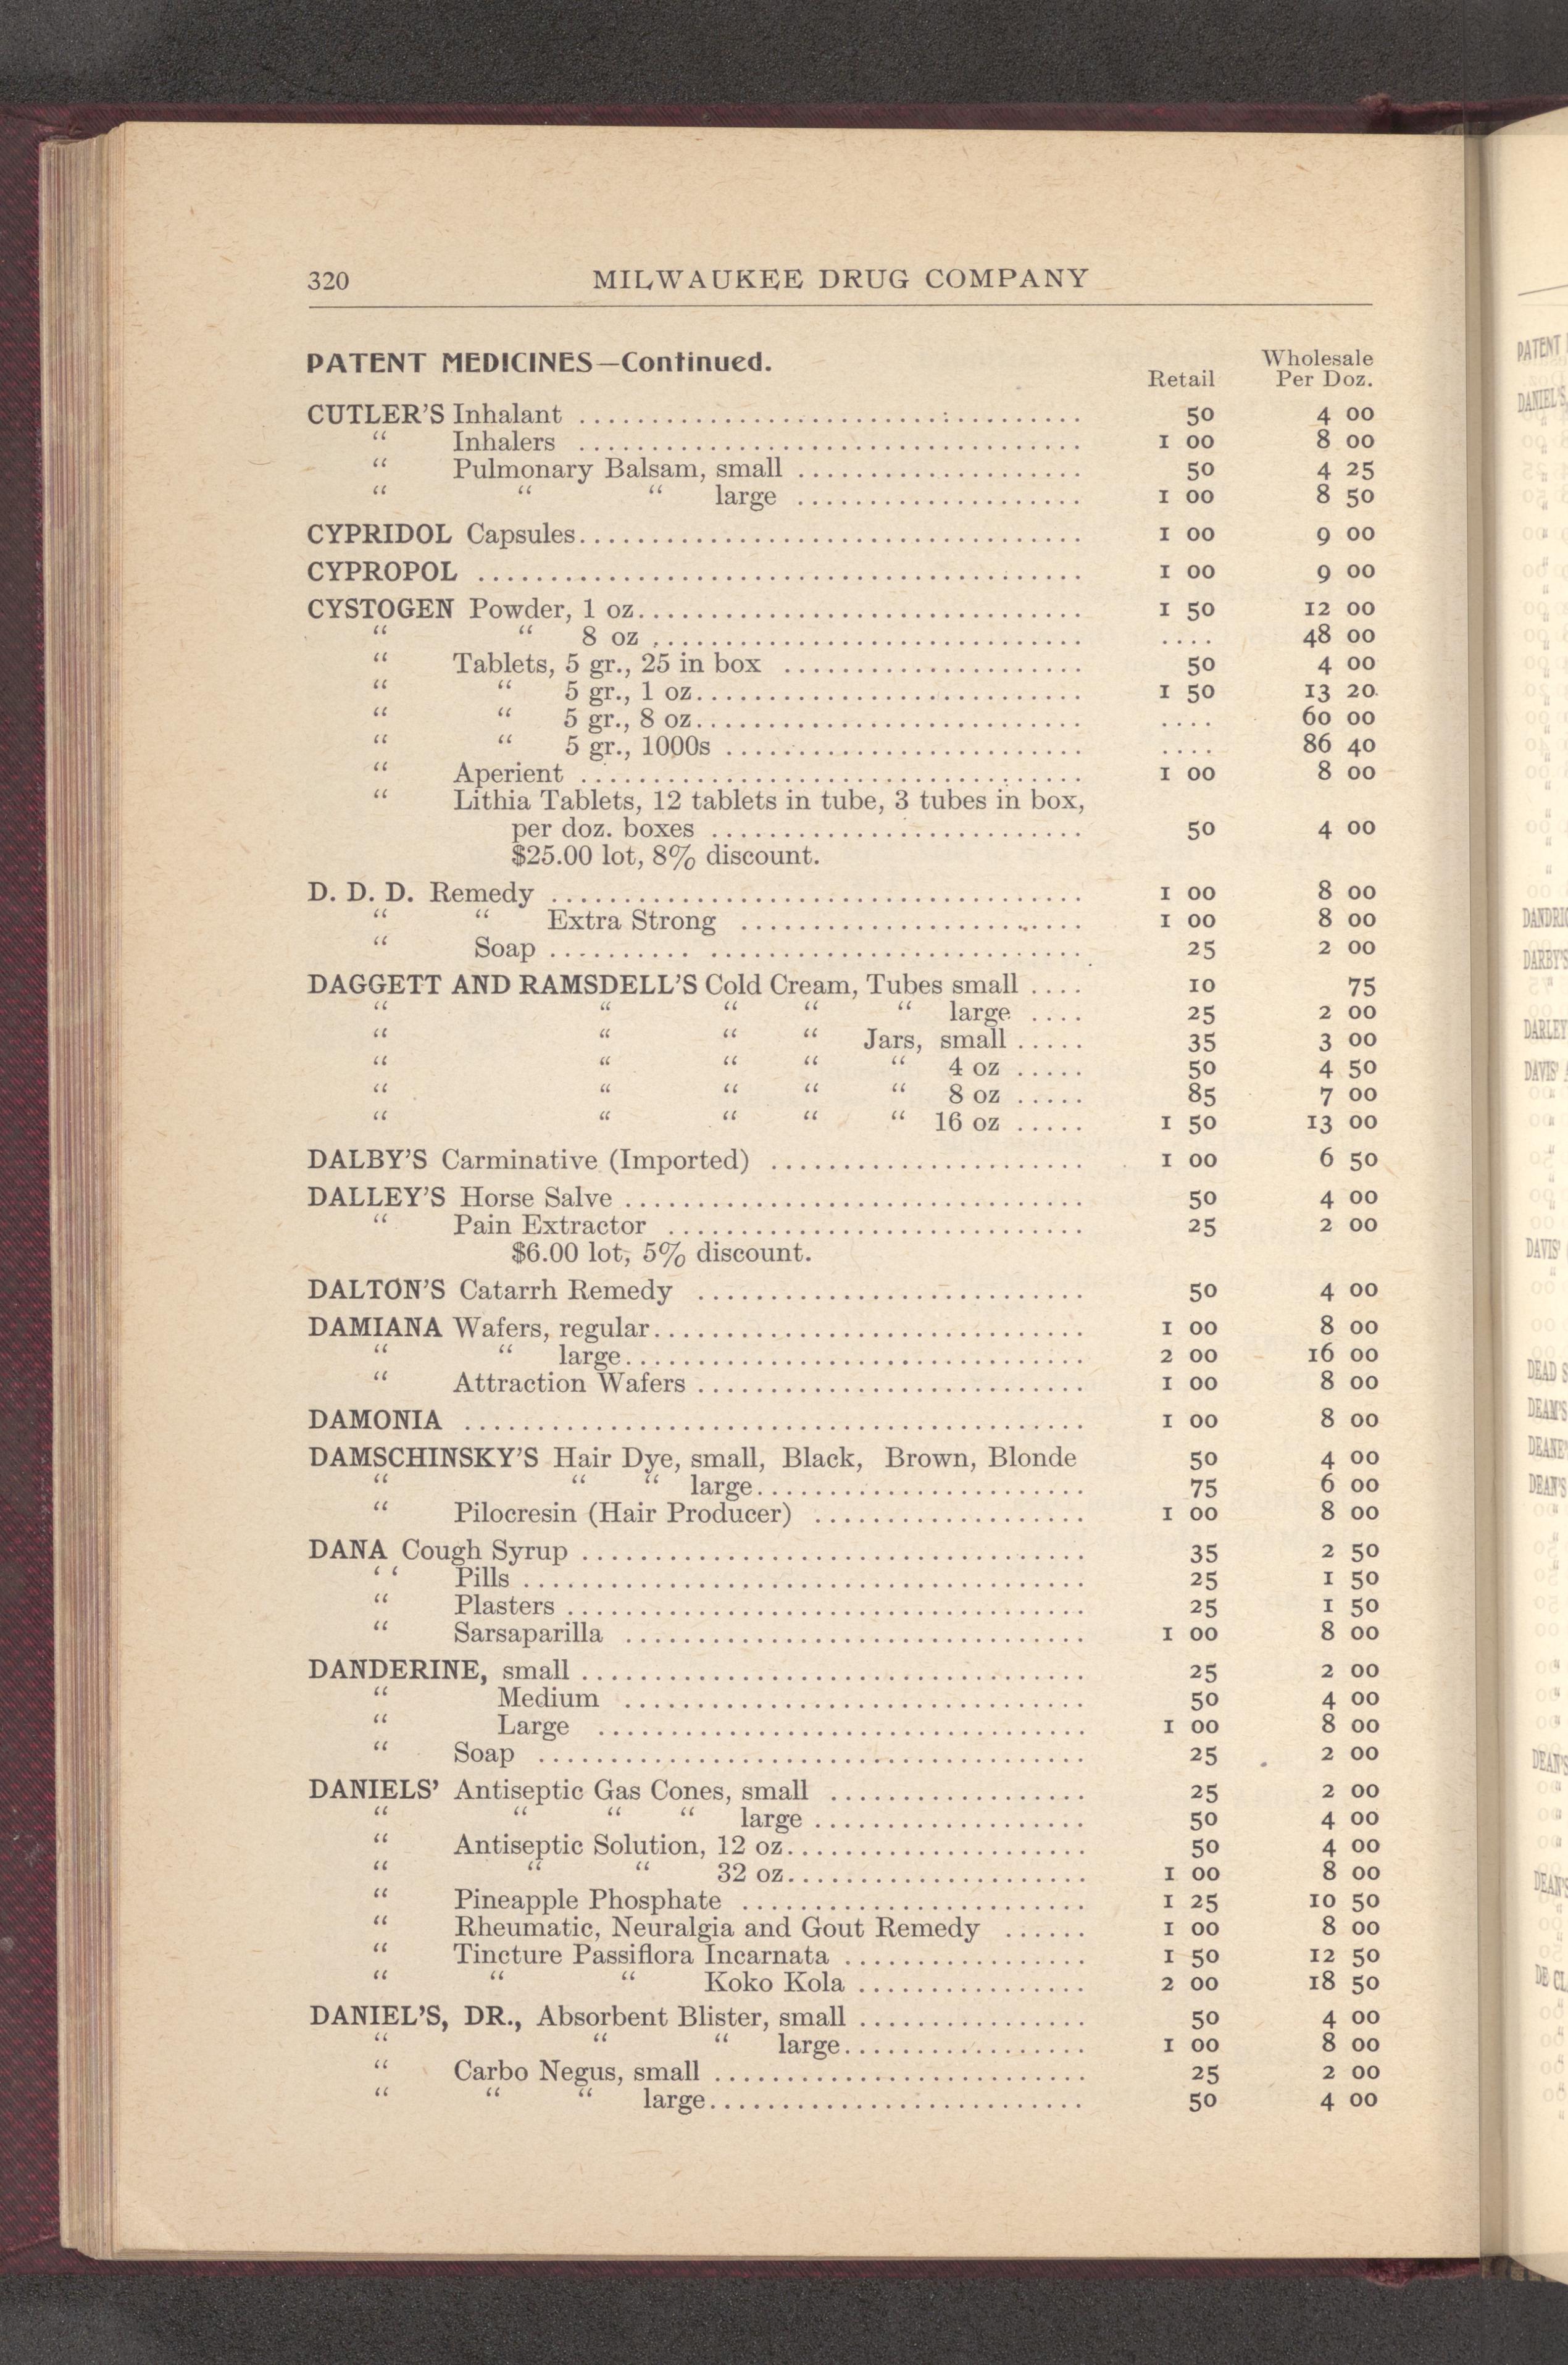 320 MILWAUKEE DRUG COMPANY
PATENT MEDICINES—Continued.
Retail Wholesale Per Doz.
CUTLER'S Inhalant ........ 50 4 00
" Inhalers ........ 1 00 8 00
" Pulmonary Balsam, small ........ 50 4 25
" " " large ........ 1 00 8 50
CYPRIDOL Capsules........ 1 00 9 00
CYPROPOL ........ 1 00 9 00
CYSTOGEN Powder, 1 oz........ 1 50 12 00
" " 8 oz ........ .... 48 00
" Tablets, 5 gr., 25 in box ........ 50 4 00
" " 5 gr., 1 oz........ 1 50 13 20
" " 5 gr., 8 oz........ .... 60 00
" " 5 gr., 1000s ........ .... 86 40
" Aperient ........ 1 00 8 00
" Lithia Tablets, 12 tablets in tube, 3 tubes in box,
per doz. boxes ........ 50 4 00
$25.00 lot, 8% discount.
D. D. D. Remedy ........ 1 00 8 00
" " Extra Strong ........ 1 00 8 00
" Soap ........ 25 2 00
DAGGETT AND RAMSDELL'S Cold Cream, Tubes small .... 10 75
" " " " " large .... 25 2 00
" " " " Jars, small ..... 35 3 00
" " " " " 4 oz ..... 50 4 50
" " " " " 8 oz ..... 85 7 00
" " " " " 16 oz ..... 1 50 13 00
DALBY'S Carminative (Imported) ........ 1 00 6 50
DALLEY'S Horse Salve ........ 50 4 00
" Pain Extractor ........ 25 2 00
$6.00 lot, 5% discount.
DALTON'S Catarrh Remedy ........ 50 4 00
DAMIANA Wafers, regular........ 1 00 8 00
" " large........ 2 00 16 00
" Attraction Wafers ........ 1 00 8 00
DAMONIA ........ 1 00 8 00
DAMSCHINSKY'S Hair Dye, small, Black, Brown, Blonde 50 4 00
" " " large........ 75 6 00
" Pilocresin (Hair Producer) ........ 1 00 8 00
DANA Cough Syrup ........ 35 2 50
" Pills ........ 25 1 50
" Plasters ........ 25 1 50
" Sarsaparilla ........ 1 00 8 00
DANDERINE, small ........ 25 2 00
" Medium ........ 50 4 00
" Large ........ 1 00 8 00
" Soap ........ 25 2 00
DANIELS' Antiseptic Gas Cones, small ........ 25 2 00
" " " " large ........ 50 4 00
" Antiseptic Solution, 12 oz........ 50 4 00
" " " 32 oz........ 1 00 8 00
" Pineapple Phosphate ........ 1 25 10 50
" Rheumatic, Neuralgia and Gout Remedy ...... 1 00 8 00
" Tincture Passiflora Incarnata ........ 1 50 12 50
" " " Koko Kola ........ 2 00 18 50
DANIEL'S, DR., Absorbent Blister, small ........ 50 4 00
" " " large........ 1 00 8 00
" Carbo Negus, small ........ 25 2 00
" " " large........ 50 4 00
PATENT
DANIEL'S
DARBY'S
DARLEY
DAVIS'
DAVIS'
DEAD
DEAM'S
DEANE'
DEAN'S
DEAN'S
DEAN'S